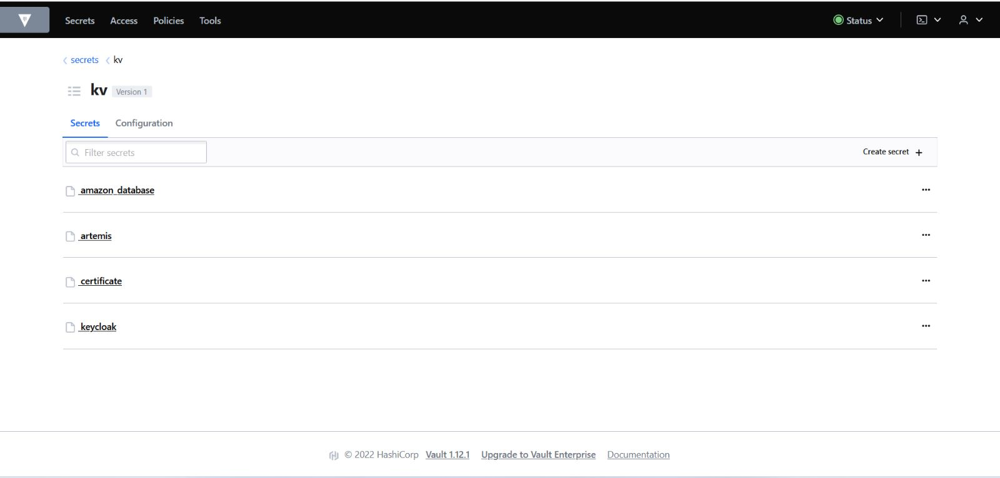 Secrets Access Policies Tools Status
secrets kv
kv Version 1
Secrets Configuration
Filter secrets Create secret +
amazon_database
artemis
certificate
keycloak
© 2022 HashiCorp Vault 1.12.1 Upgrade to Vault Enterprise Documentation